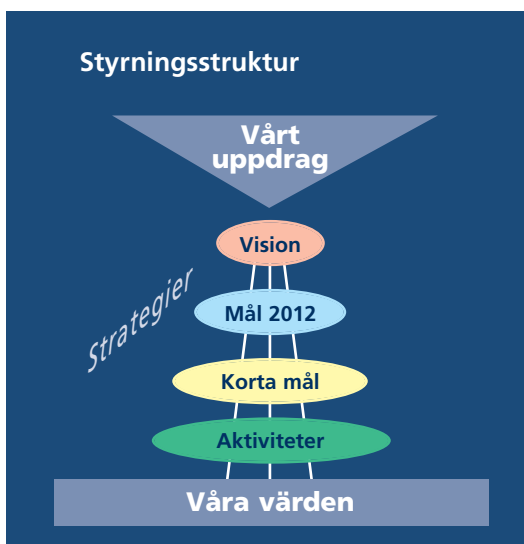 Styrningsstruktur
Vårt
uppdrag
Vision
Strategier
Mål 2012
Korta mål
Aktiviteter
Våra värden